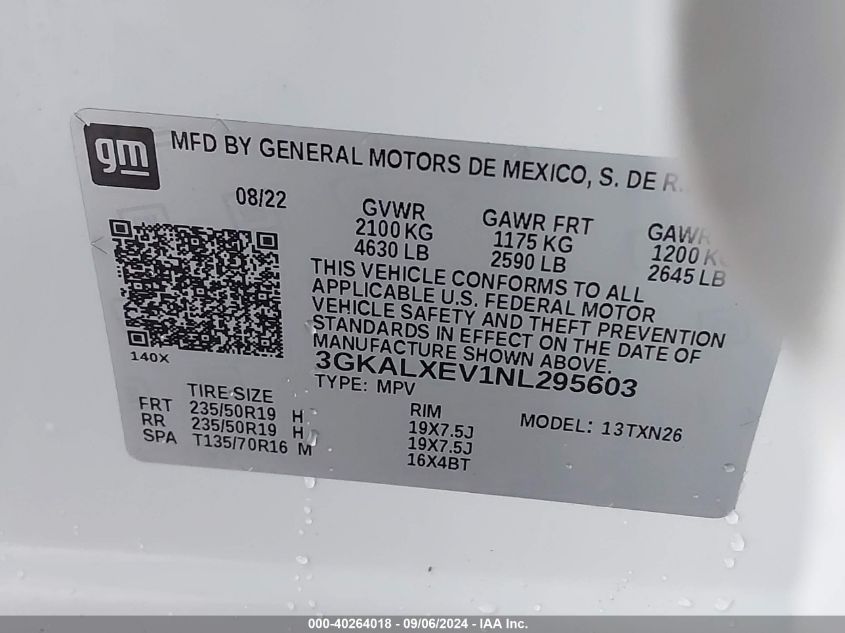 gm
MFD BY GENERAL MOTORS DE MEXICO, S. DE
08/22
GVWR
2100 KG
4630 LB
GAWR FRT
1175 KG
2590 LB
GAWR
1200 KG
2645 LB
THIS VEHICLE CONFORMS TO ALL
APPLICABLE U.S. FEDERAL MOTOR
VEHICLE SAFETY AND THEFT PREVENTION
STANDARDS IN EFFECT ON THE DATE OF
MANUFACTURE SHOWN ABOVE.
3GKALXEV1NL295603
TYPE: MPV
140X
TIRE SIZE
FRT 235/50R19 H
RR 235/50R19 H
SPA T135/70R16 M
RIM
19X7.5J
19X7.5J
16X4BT
MODEL: 13TXN26
000-40264018 - 09/06/2024 - IAA Inc.